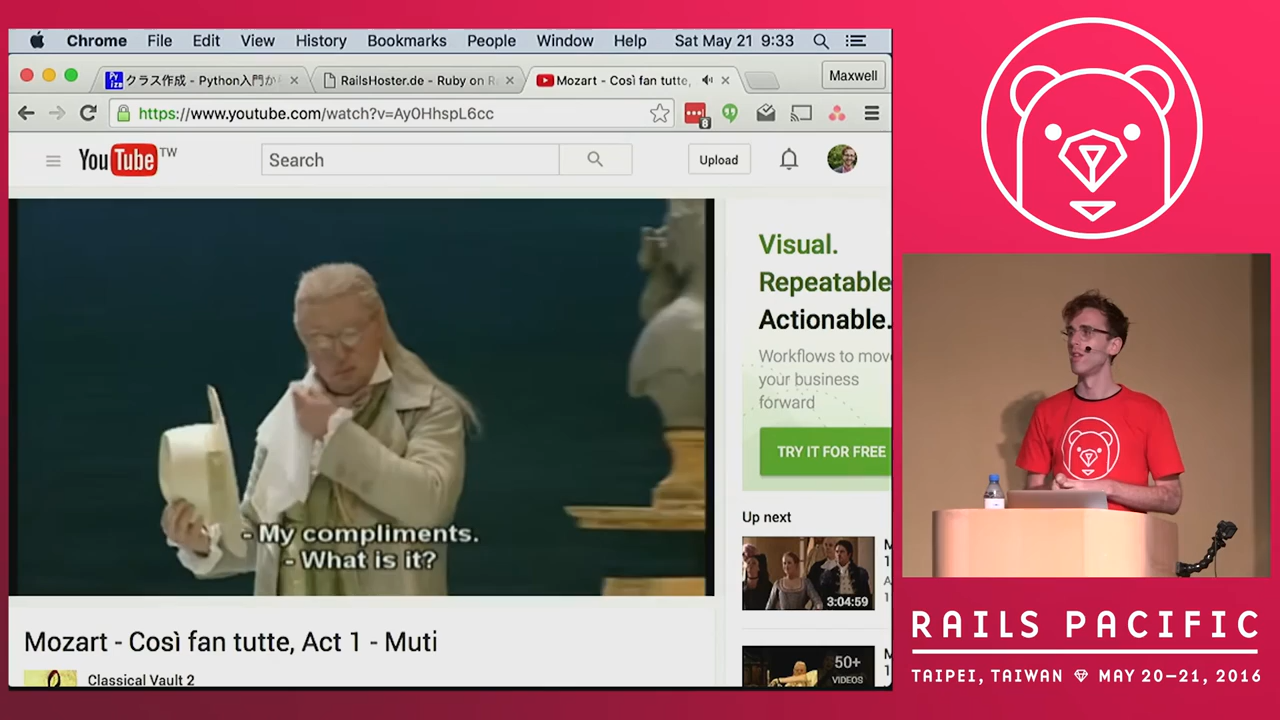 Chrome File Edit View History Bookmarks People Window Help Sat May 21 9:33
クラス作成 - Python入門か
RailsHoster.de - Ruby on R
Mozart - Così fan tutte,
Maxwell
https://www.youtube.com/watch?v=Ay0HhspL6cc
8
YouTube TW
Search
Upload
Visual.
Repeatable
Actionable.
Workflows to move
your business
forward
TRY IT FOR FREE
- My compliments.
- What is it?
Up next
3:04:59
50+
VIDEOS
Mozart - Così fan tutte, Act 1 - Muti
Classical Vault 2
RAILS PACIFIC
TAIPEI, TAIWAN MAY 20–21, 2016